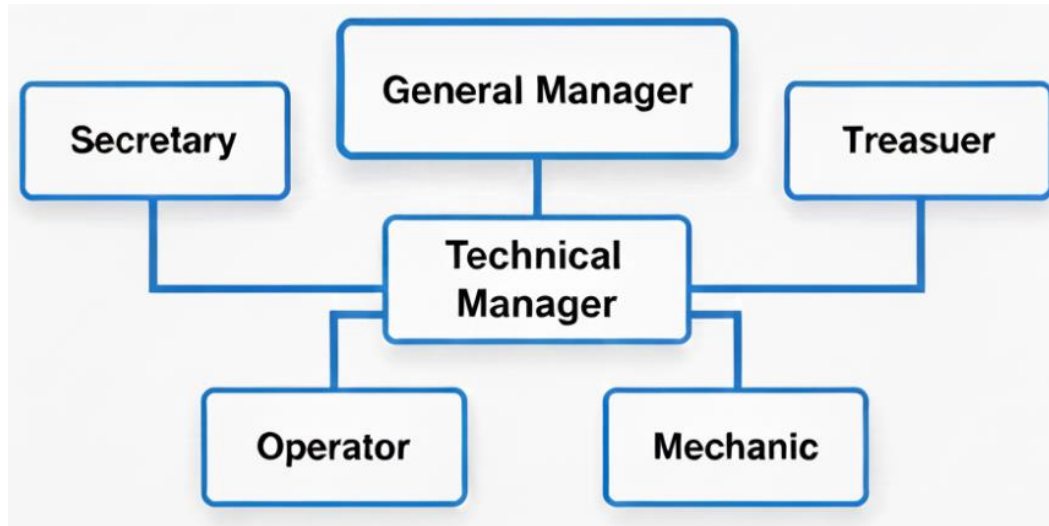 General Manager
Secretary
Treasuer
Technical
Manager
Operator
Mechanic